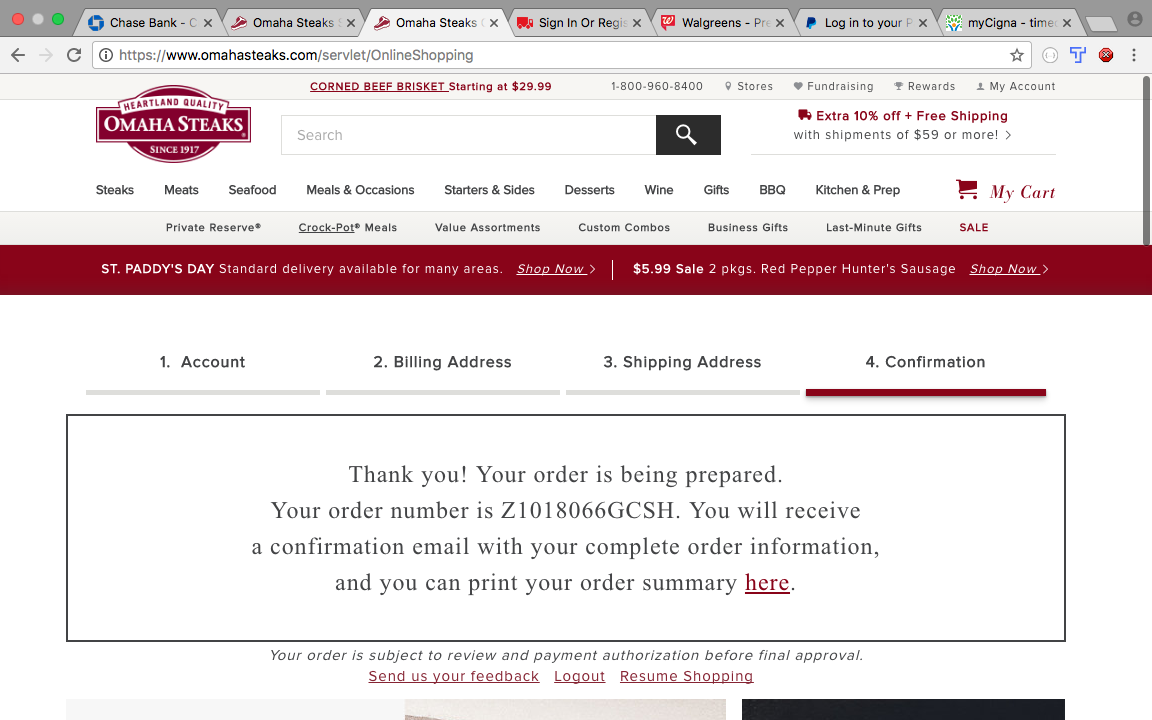 Chase Bank - C
Omaha Steaks S
Omaha Steaks C
Sign In Or Regis
Walgreens - Pre
Log in to your P
myCigna - timeo
https://www.omahasteaks.com/servlet/OnlineShopping
CORNED BEEF BRISKET Starting at $29.99
1-800-960-8400
Stores
Fundraising
Rewards
My Account
HEARTLAND QUALITY
OMAHA STEAKS
SINCE 1917
Search
Extra 10% off + Free Shipping
with shipments of $59 or more! >
Steaks
Meats
Seafood
Meals & Occasions
Starters & Sides
Desserts
Wine
Gifts
BBQ
Kitchen & Prep
My Cart
Private Reserve®
Crock-Pot® Meals
Value Assortments
Custom Combos
Business Gifts
Last-Minute Gifts
SALE
ST. PADDY'S DAY Standard delivery available for many areas. Shop Now >
$5.99 Sale 2 pkgs. Red Pepper Hunter's Sausage Shop Now >
1. Account
2. Billing Address
3. Shipping Address
4. Confirmation
Thank you! Your order is being prepared.
Your order number is Z1018066GCSH. You will receive
a confirmation email with your complete order information,
and you can print your order summary here.
Your order is subject to review and payment authorization before final approval.
Send us your feedback
Logout
Resume Shopping